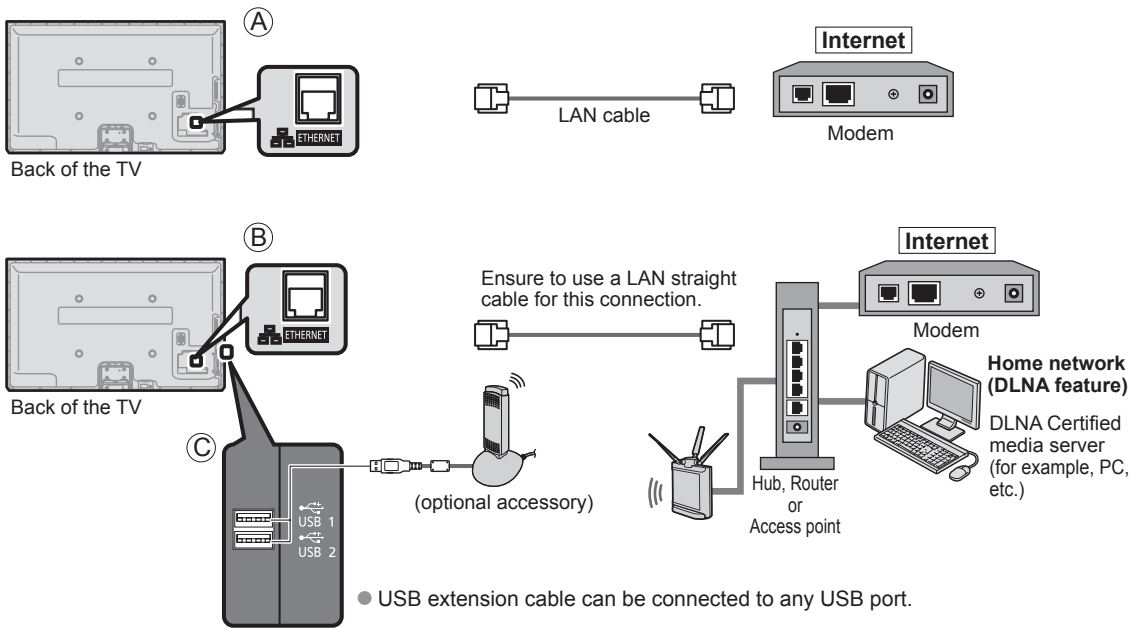 A
Internet
ETHERNET
LAN cable
Modem
Back of the TV
B
Internet
Ensure to use a LAN straight
cable for this connection.
ETHERNET
Modem
Home network
(DLNA feature)
Back of the TV
DLNA Certified
media server
(for example, PC,
etc.)
C
(optional accessory)
Hub, Router
or
Access point
USB 1
USB 2
● USB extension cable can be connected to any USB port.